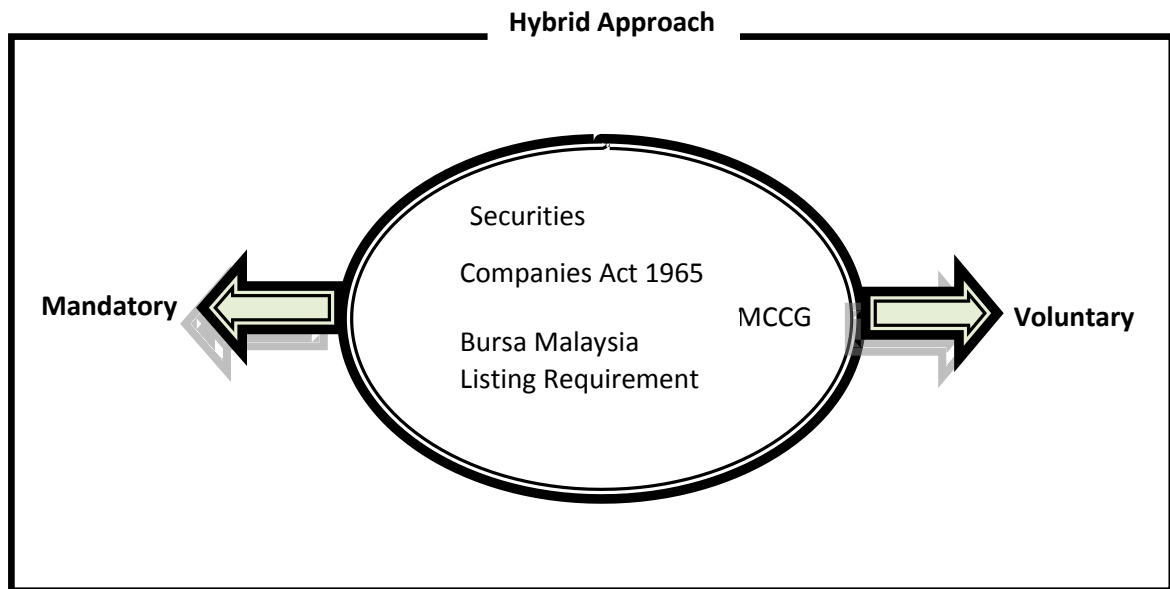 Hybrid Approach
Securities
Companies Act 1965
Mandatory
MCCG
Voluntary
Bursa Malaysia
Listing Requirement